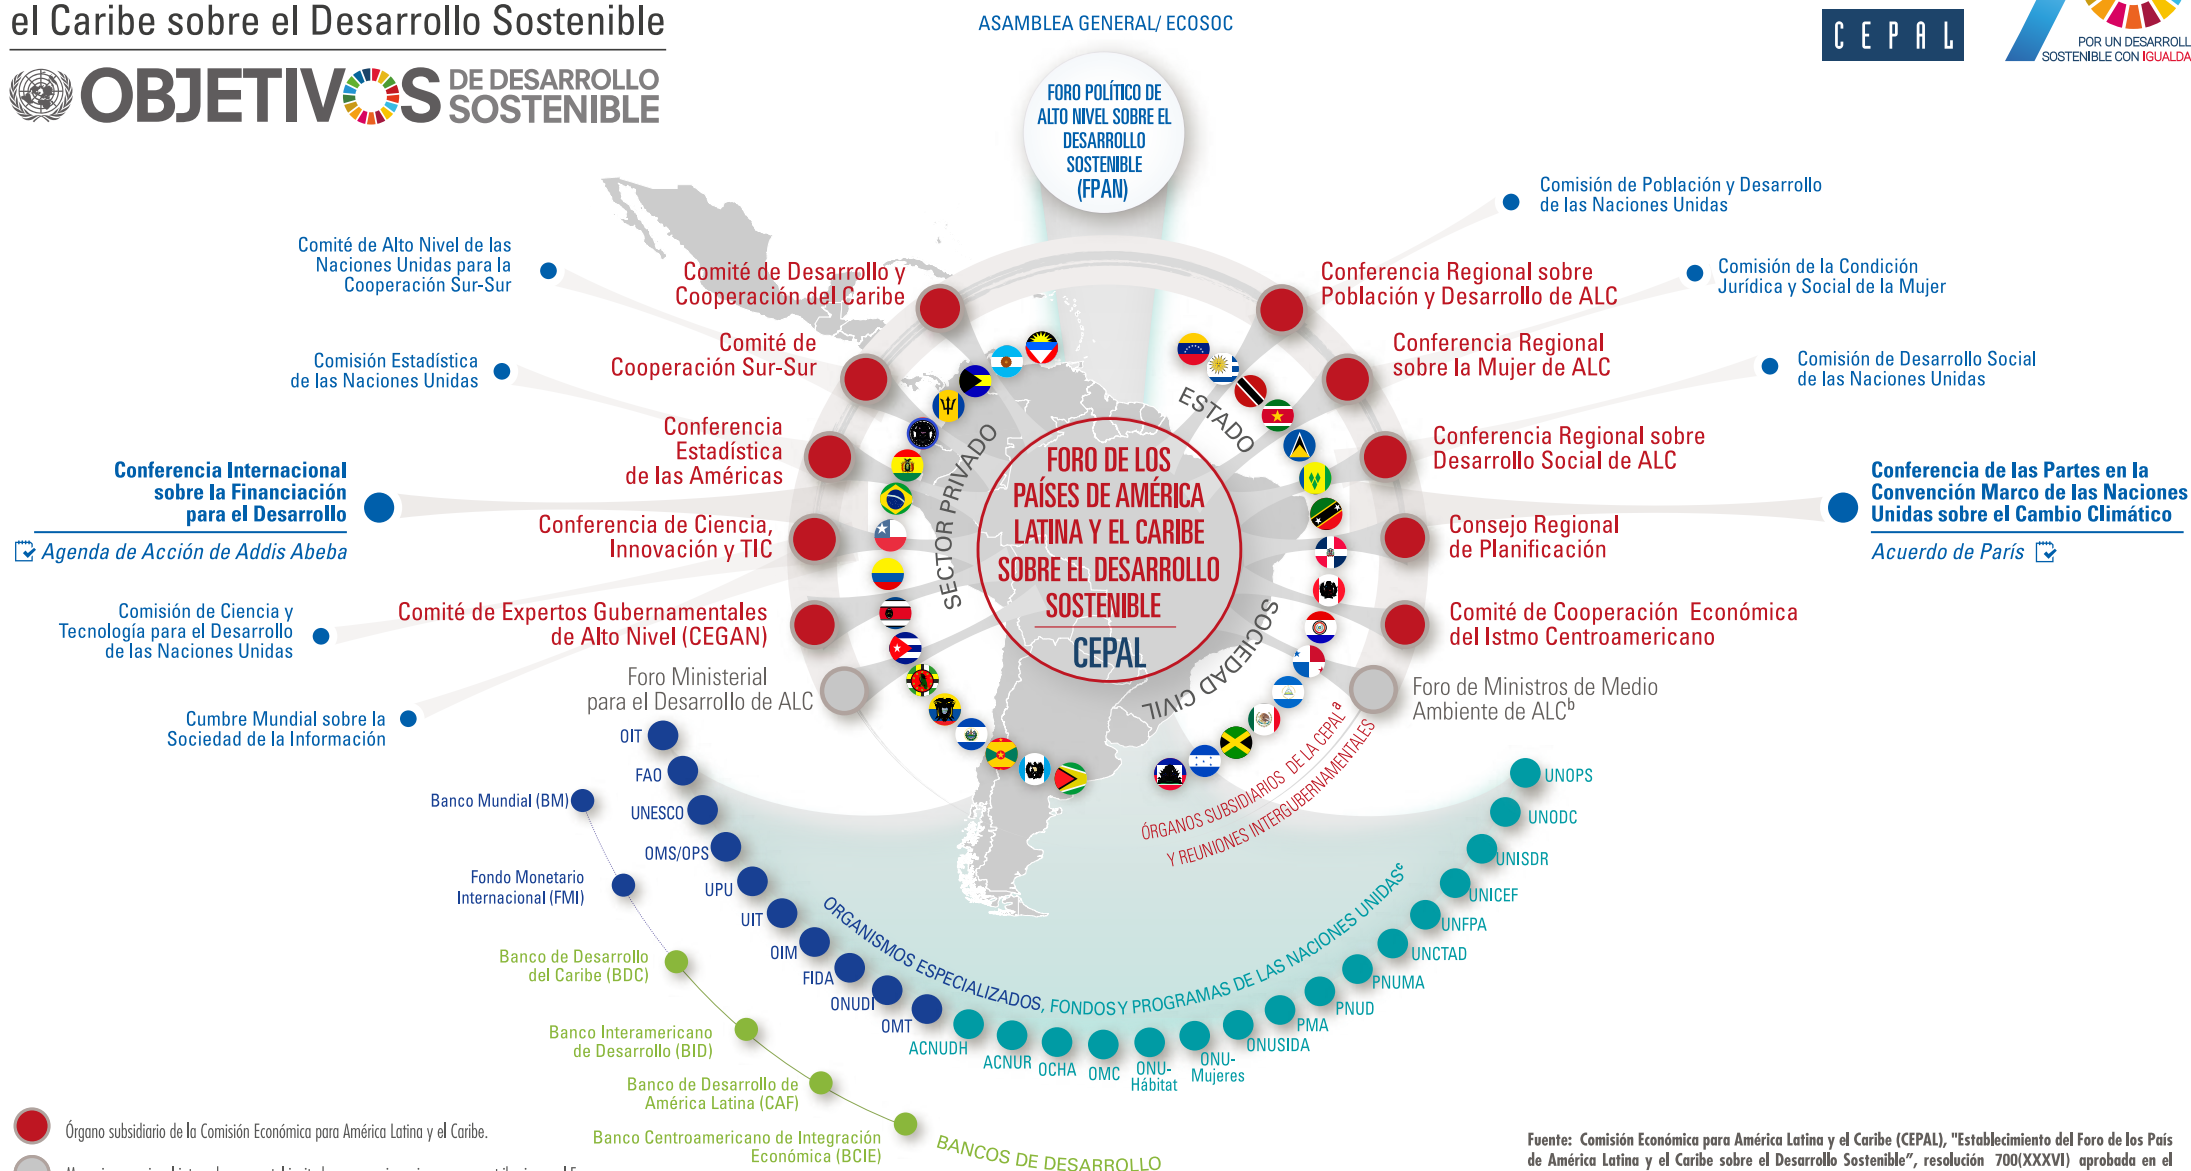 el Caribe sobre el Desarrollo Sostenible
OBJETIVOS DE DESARROLLO
SOSTENIBLE
ASAMBLEA GENERAL/ ECOSOC
CEPAL
POR UN DESARROLL
SOSTENIBLE CON IGUALDA
FORO POLÍTICO DE
ALTO NIVEL SOBRE EL
DESARROLLO
SOSTENIBLE
(FPAN)
Comité de Alto Nivel de las
Naciones Unidas para la
Cooperación Sur-Sur
Comisión Estadística
de las Naciones Unidas
Conferencia Internacional
sobre la Financiación
para el Desarrollo
Agenda de Acción de Addis Abeba
Comisión de Ciencia y
Tecnología para el Desarrollo
de las Naciones Unidas
Cumbre Mundial sobre la
Sociedad de la Información
Comité de Desarrollo y
Cooperación del Caribe
Comité de
Cooperación Sur-Sur
Conferencia
Estadística
de las Américas
Conferencia de Ciencia,
Innovación y TIC
Comité de Expertos Gubernamentales
de Alto Nivel (CEGAN)
Foro Ministerial
para el Desarrollo de ALC
SECTOR PRIVADO
ESTADO
SOCIEDAD CIVIL
FORO DE LOS
PAÍSES DE AMÉRICA
LATINA Y EL CARIBE
SOBRE EL DESARROLLO
SOSTENIBLE
CEPAL
Conferencia Regional sobre
Población y Desarrollo de ALC
Conferencia Regional
sobre la Mujer de ALC
Conferencia Regional sobre
Desarrollo Social de ALC
Consejo Regional
de Planificación
Comité de Cooperación Económica
del Istmo Centroamericano
Foro de Ministros de Medio
Ambiente de ALCᵇ
Comisión de Población y Desarrollo
de las Naciones Unidas
Comisión de la Condición
Jurídica y Social de la Mujer
Comisión de Desarrollo Social
de las Naciones Unidas
Conferencia de las Partes en la
Convención Marco de las Naciones
Unidas sobre el Cambio Climático
Acuerdo de París
ÓRGANOS SUBSIDIARIOS DE LA CEPALᵃ
Y REUNIONES INTERGUBERNAMENTALES
OIT
FAO
UNESCO
OMS/OPS
UPU
UIT
OIM
FIDA
ONUDI
OMT
ACNUDH
ACNUR
OCHA
OMC
ONU-
Hábitat
ONU-
Mujeres
ONUSIDA
PMA
PNUD
PNUMA
UNCTAD
UNFPA
UNICEF
UNISDR
UNODC
UNOPS
ORGANISMOS ESPECIALIZADOS, FONDOS Y PROGRAMAS DE LAS NACIONES UNIDASᶜ
Banco Mundial (BM)
Fondo Monetario
Internacional (FMI)
Banco de Desarrollo
del Caribe (BDC)
Banco Interamericano
de Desarrollo (BID)
Banco de Desarrollo de
América Latina (CAF)
Banco Centroamericano de Integración
Económica (BCIE)
BANCOS DE DESARROLLO
Órgano subsidiario de la Comisión Económica para América Latina y el Caribe.
Fuente: Comisión Económica para América Latina y el Caribe (CEPAL), "Establecimiento del Foro de los País
de América Latina y el Caribe sobre el Desarrollo Sostenible", resolución 700(XXXVI) aprobada en el